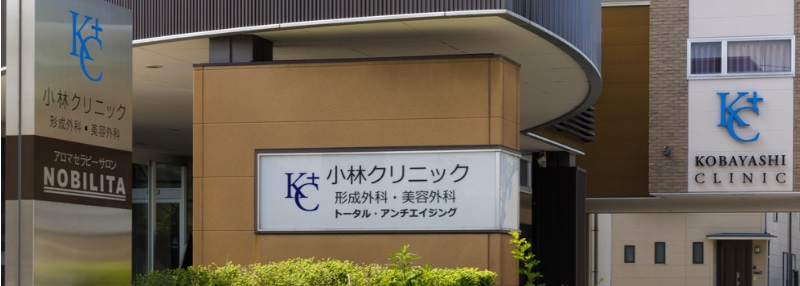 KC
小林クリニック
形成外科・美容外科
アロマセラピーサロン
NOBILITA
KC
小林クリニック
形成外科・美容外科
トータル・アンチエイジング
KC
KOBAYASHI
CLINIC